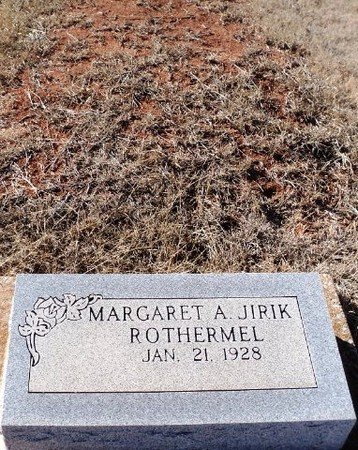 MARGARET A. JIRIK
ROTHERMEL
JAN. 21, 1928